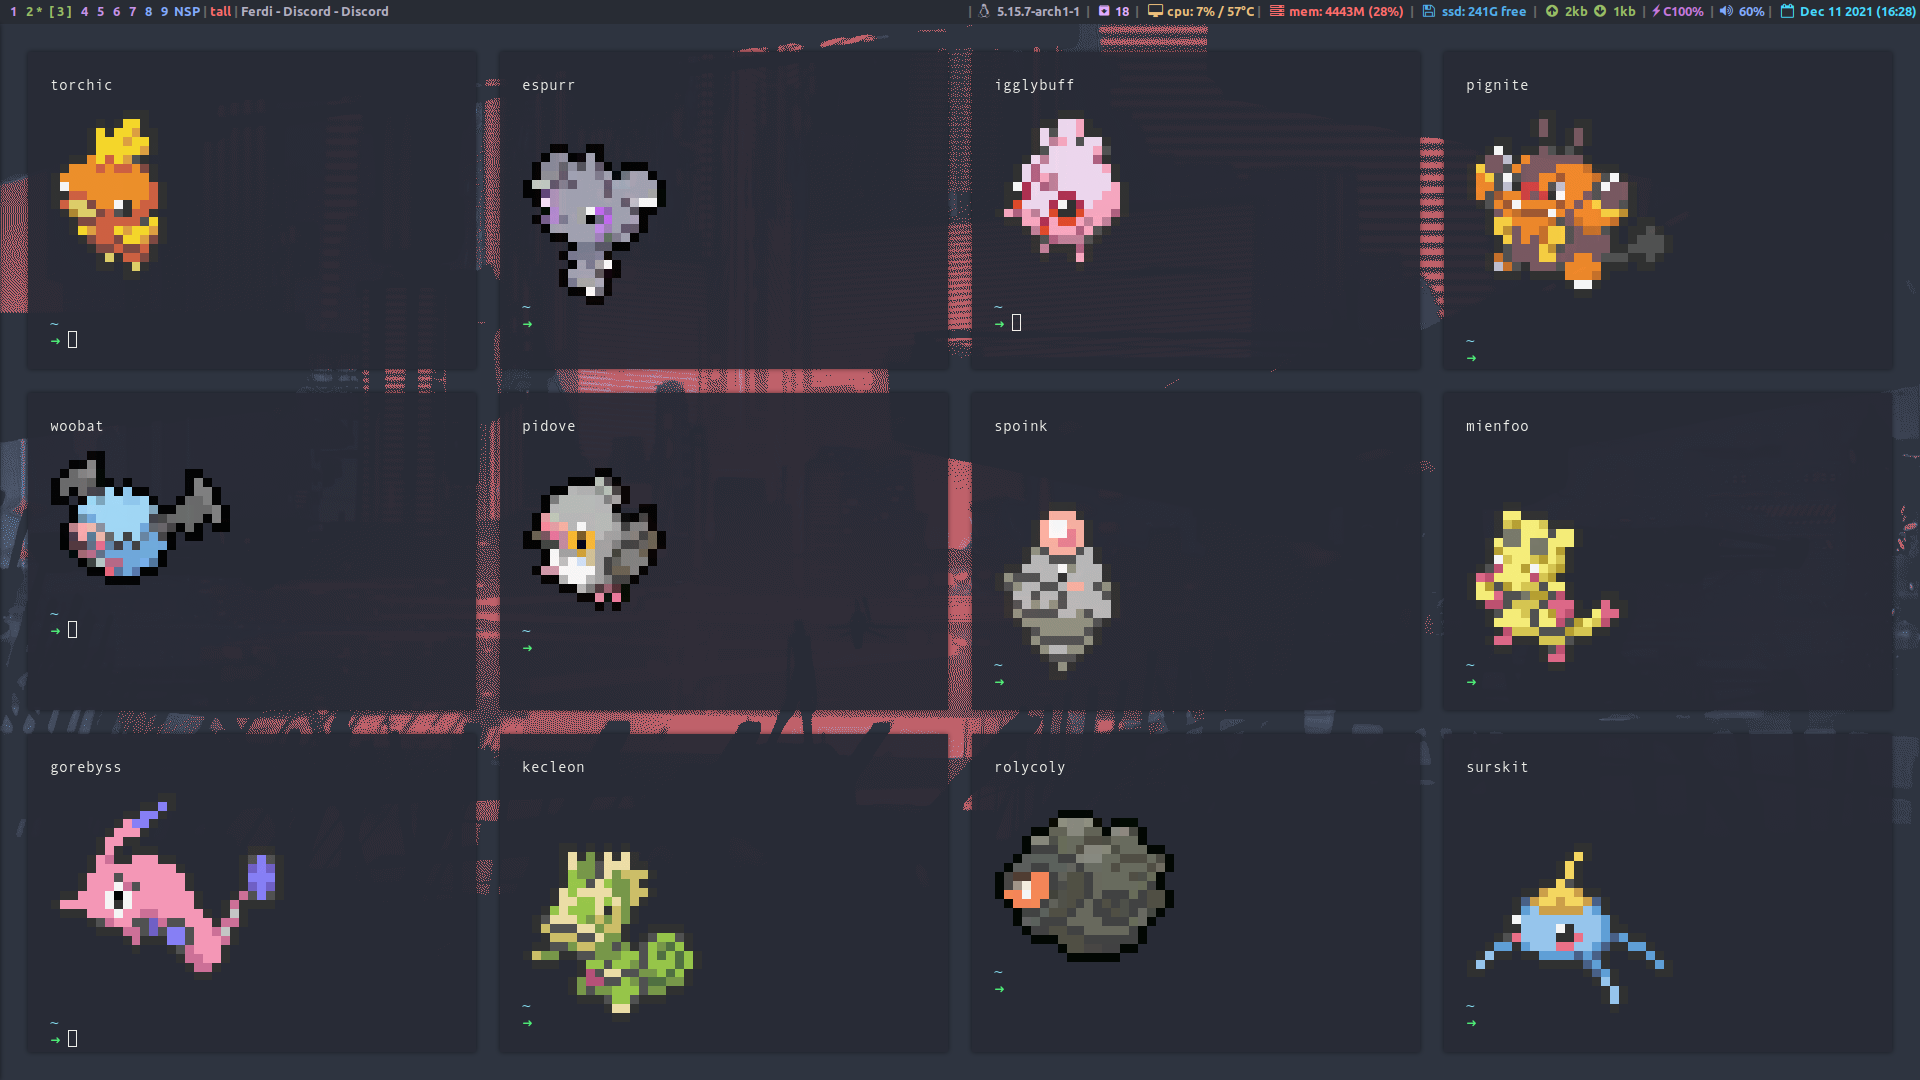 1 2* [3] 4 5 6 7 8 9 NSP | tall | Ferdi - Discord - Discord
| 5.15.7-arch1-1 | 18 | cpu: 7% / 57°C | mem: 4443M (28%) | ssd: 241G free | 2kb 1kb | C100% | 60% | Dec 11 2021 (16:28)
torchic espurr igglybuff pignite
~ ~ ~ ~
→ → → →
woobat pidove spoink mienfoo
~ ~ ~ ~
→ → → →
gorebyss kecleon rolycoly surskit
~ ~ ~ ~
→ → → →